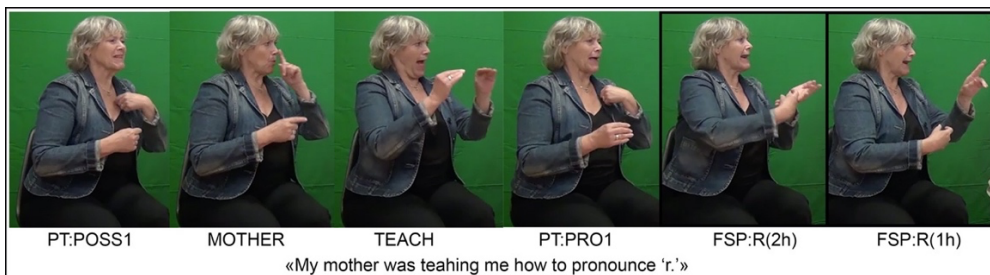 PT:POSS1 MOTHER TEACH PT:PRO1 FSP:R(2h) FSP:R(1h)
«My mother was teahing me how to pronounce ‘r.’»